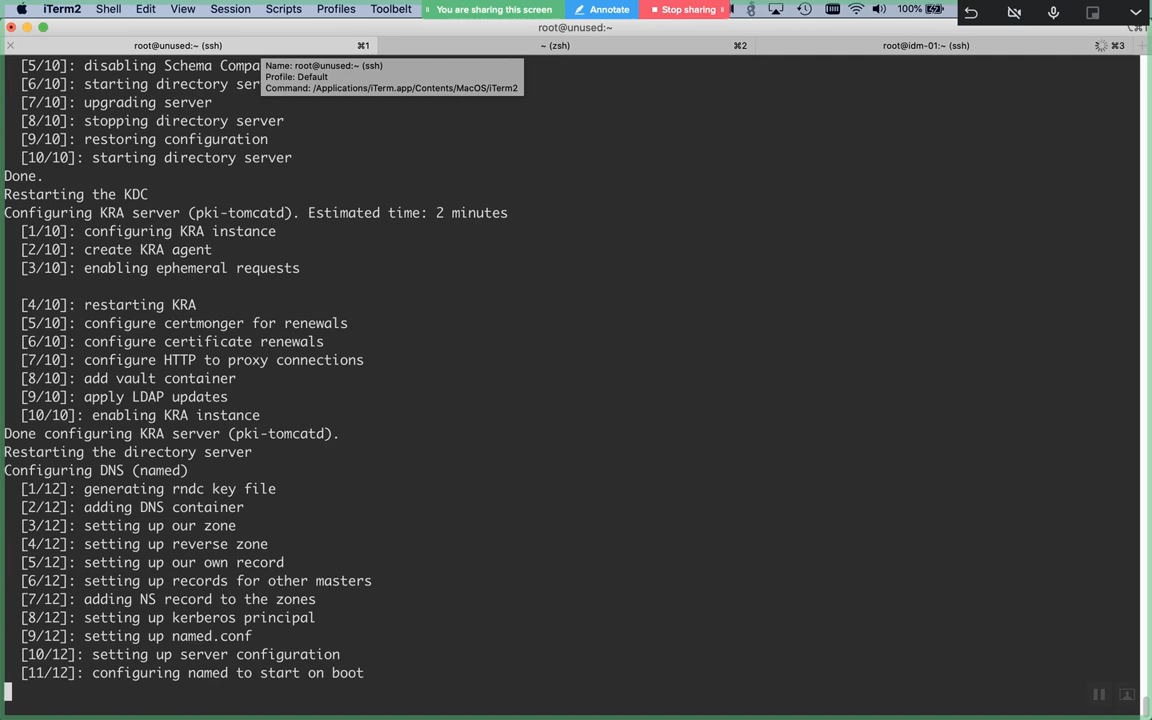 iTerm2 Shell Edit View Session Scripts Profiles Toolbelt You are sharing this screen Annotate Stop sharing 100%
root@unused:~ (ssh)
root@unused:~ (ssh) ⌘1 ~ (zsh) ⌘2 root@idm-01:~ (ssh) ⌘3
[5/10]: disabling Schema Compa
Name: root@unused:~ (ssh)
Profile: Default
Command: /Applications/iTerm.app/Contents/MacOS/iTerm2
[6/10]: starting directory ser
[7/10]: upgrading server
[8/10]: stopping directory server
[9/10]: restoring configuration
[10/10]: starting directory server
Done.
Restarting the KDC
Configuring KRA server (pki-tomcatd). Estimated time: 2 minutes
[1/10]: configuring KRA instance
[2/10]: create KRA agent
[3/10]: enabling ephemeral requests
[4/10]: restarting KRA
[5/10]: configure certmonger for renewals
[6/10]: configure certificate renewals
[7/10]: configure HTTP to proxy connections
[8/10]: add vault container
[9/10]: apply LDAP updates
[10/10]: enabling KRA instance
Done configuring KRA server (pki-tomcatd).
Restarting the directory server
Configuring DNS (named)
[1/12]: generating rndc key file
[2/12]: adding DNS container
[3/12]: setting up our zone
[4/12]: setting up reverse zone
[5/12]: setting up our own record
[6/12]: setting up records for other masters
[7/12]: adding NS record to the zones
[8/12]: setting up kerberos principal
[9/12]: setting up named.conf
[10/12]: setting up server configuration
[11/12]: configuring named to start on boot